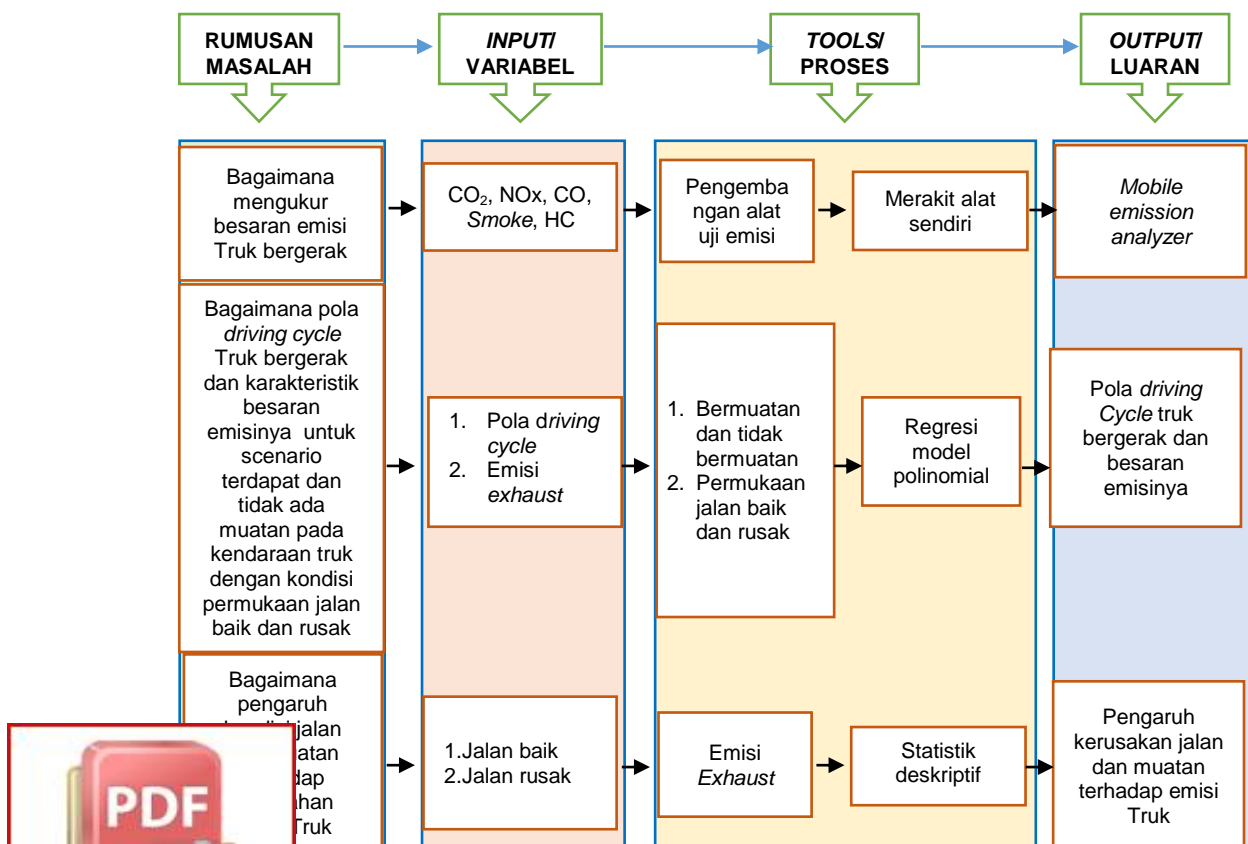 RUMUSAN
MASALAH
INPUT/
VARIABEL
TOOLS/
PROSES
OUTPUT/
LUARAN
Bagaimana
mengukur
besaran emisi
Truk bergerak
CO₂, NOx, CO,
Smoke, HC
Pengemba
ngan alat
uji emisi
Merakit alat
sendiri
Mobile
emission
analyzer
Bagaimana pola
driving cycle
Truk bergerak
dan karakteristik
besaran
emisinya untuk
scenario
terdapat dan
tidak ada
muatan pada
kendaraan truk
dengan kondisi
permukaan jalan
baik dan rusak
1. Pola driving
cycle
2. Emisi
exhaust
1. Bermuatan
dan tidak
bermuatan
2. Permukaan
jalan baik
dan rusak
Regresi
model
polinomial
Pola driving
Cycle truk
bergerak dan
besaran
emisinya
Bagaimana
pengaruh
jalan
Truk
1.Jalan baik
2.Jalan rusak
Emisi
Exhaust
Statistik
deskriptif
Pengaruh
kerusakan jalan
dan muatan
terhadap emisi
Truk
PDF